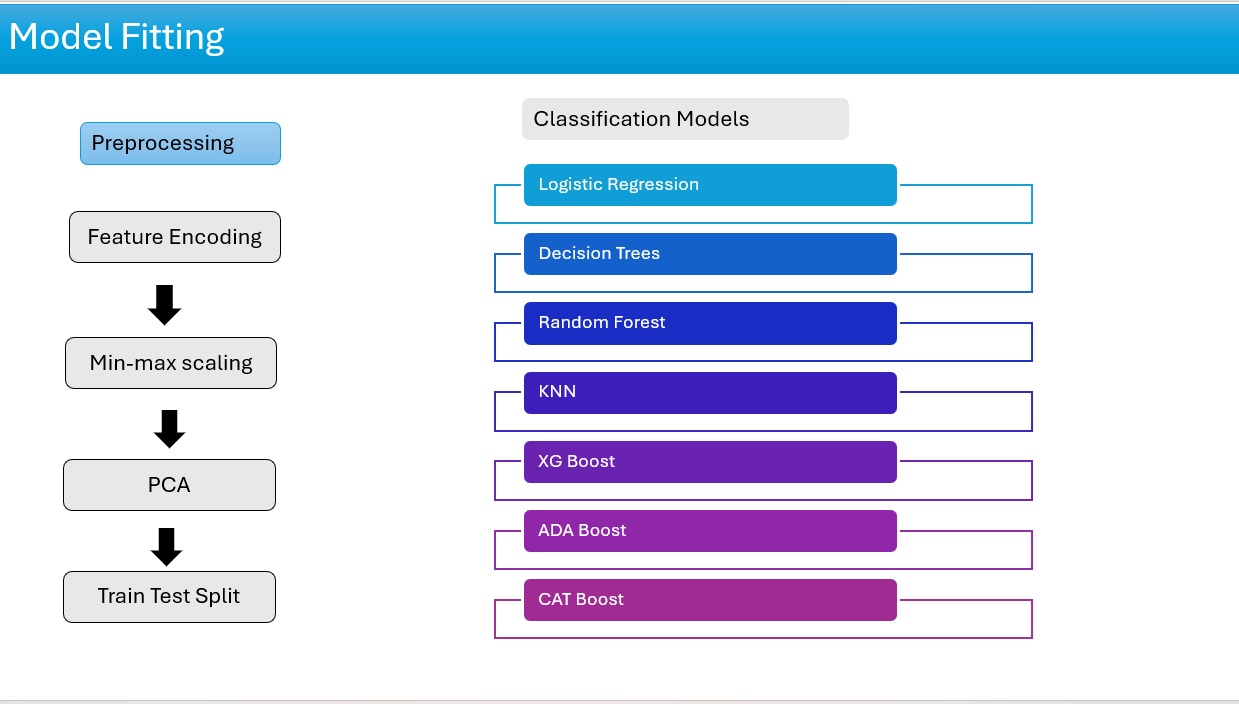 Model Fitting
Preprocessing
Feature Encoding
Min-max scaling
PCA
Train Test Split
Classification Models
Logistic Regression
Decision Trees
Random Forest
KNN
XG Boost
ADA Boost
CAT Boost